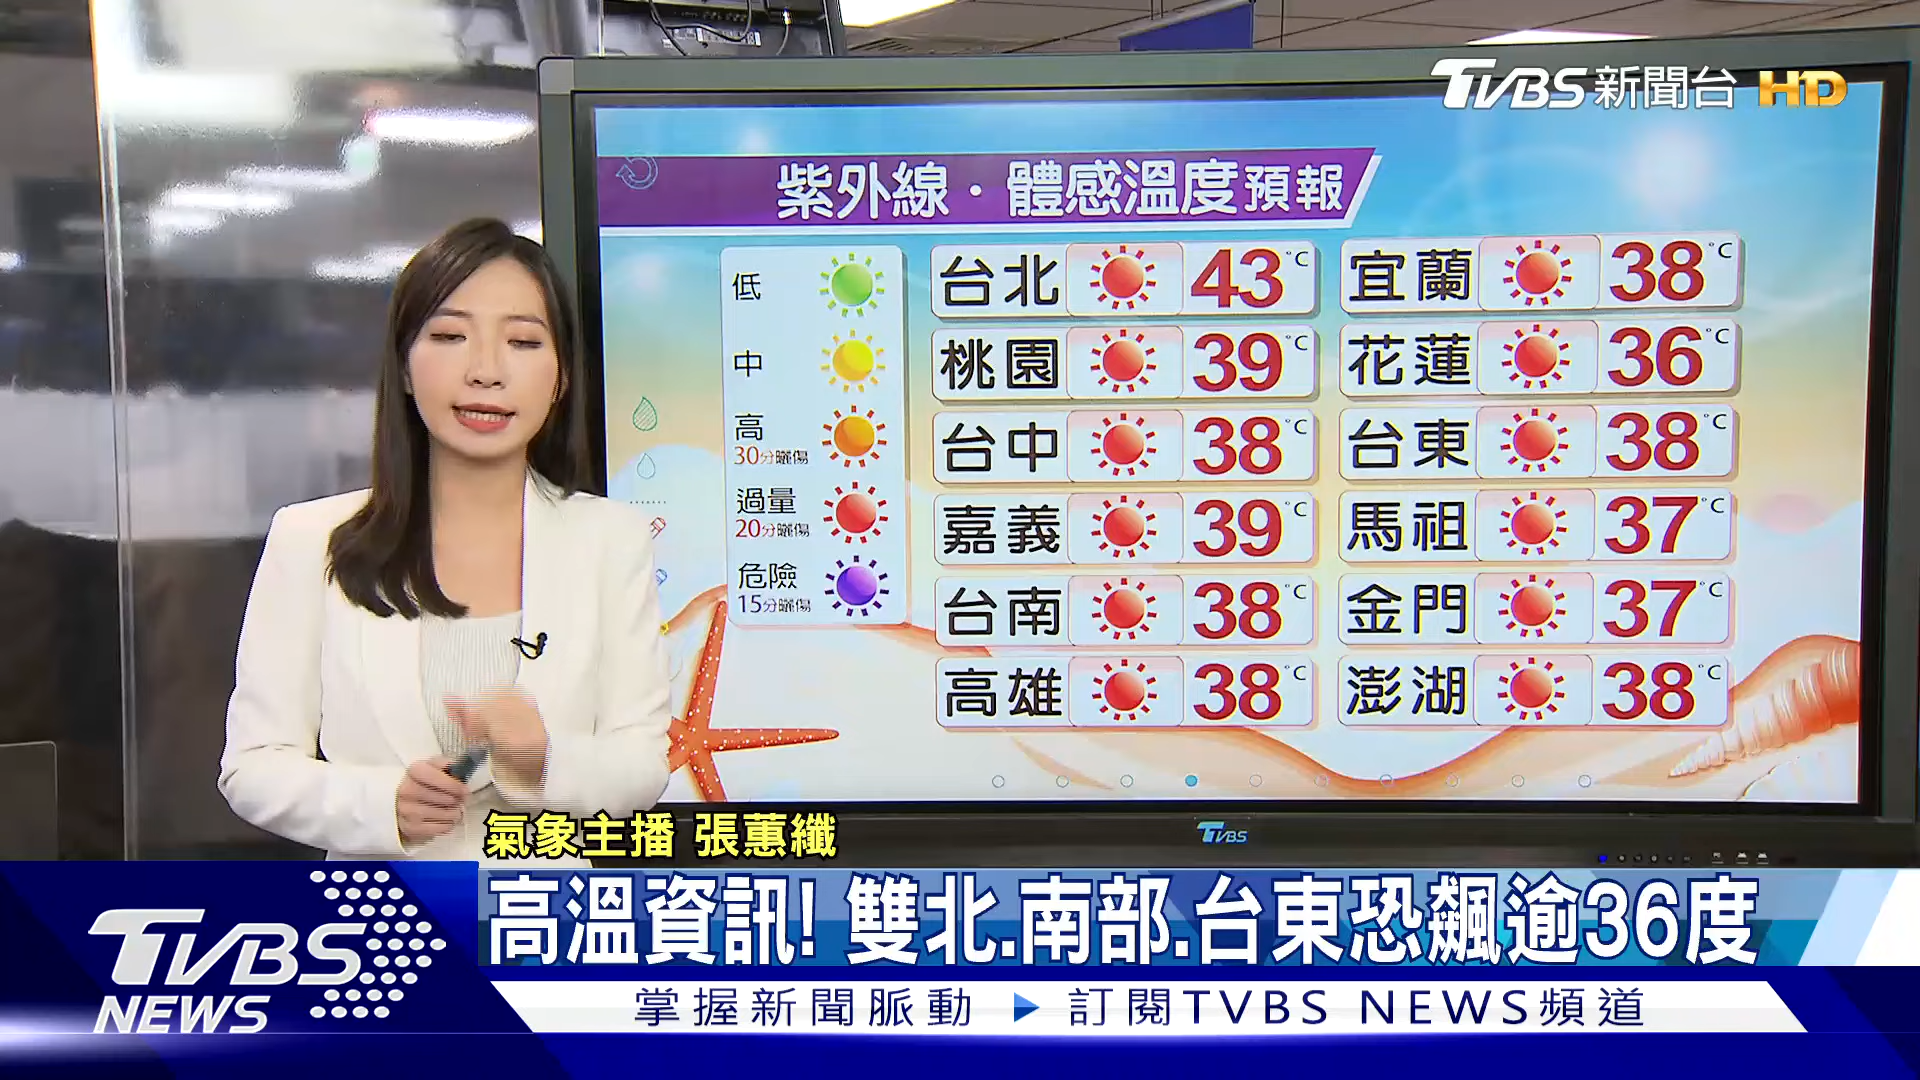 TVBS新聞台 HD
紫外線·體感溫度預報
低
中
高
30分曬傷
過量
20分曬傷
危險
15分曬傷
台北 43°C
桃園 39°C
台中 38°C
嘉義 39°C
台南 38°C
高雄 38°C
宜蘭 38°C
花蓮 36°C
台東 38°C
馬祖 37°C
金門 37°C
澎湖 38°C
TVBS
氣象主播 張蕙纖
高溫資訊! 雙北.南部.台東恐飆逾36度
TVBS
NEWS
掌握新聞脈動 ▶ 訂閱TVBS NEWS頻道